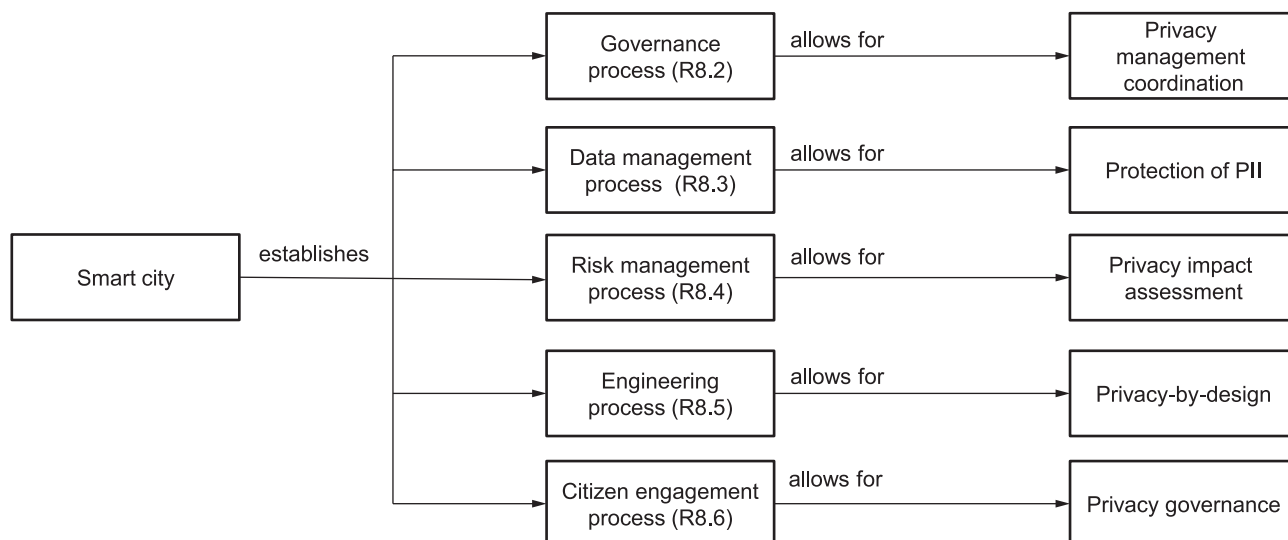 Governance
process (R8.2)
allows for
Privacy
management
coordination
Data management
process (R8.3)
allows for
Protection of PII
Smart city
establishes
Risk management
process (R8.4)
allows for
Privacy impact
assessment
Engineering
process (R8.5)
allows for
Privacy-by-design
Citizen engagement
process (R8.6)
allows for
Privacy governance